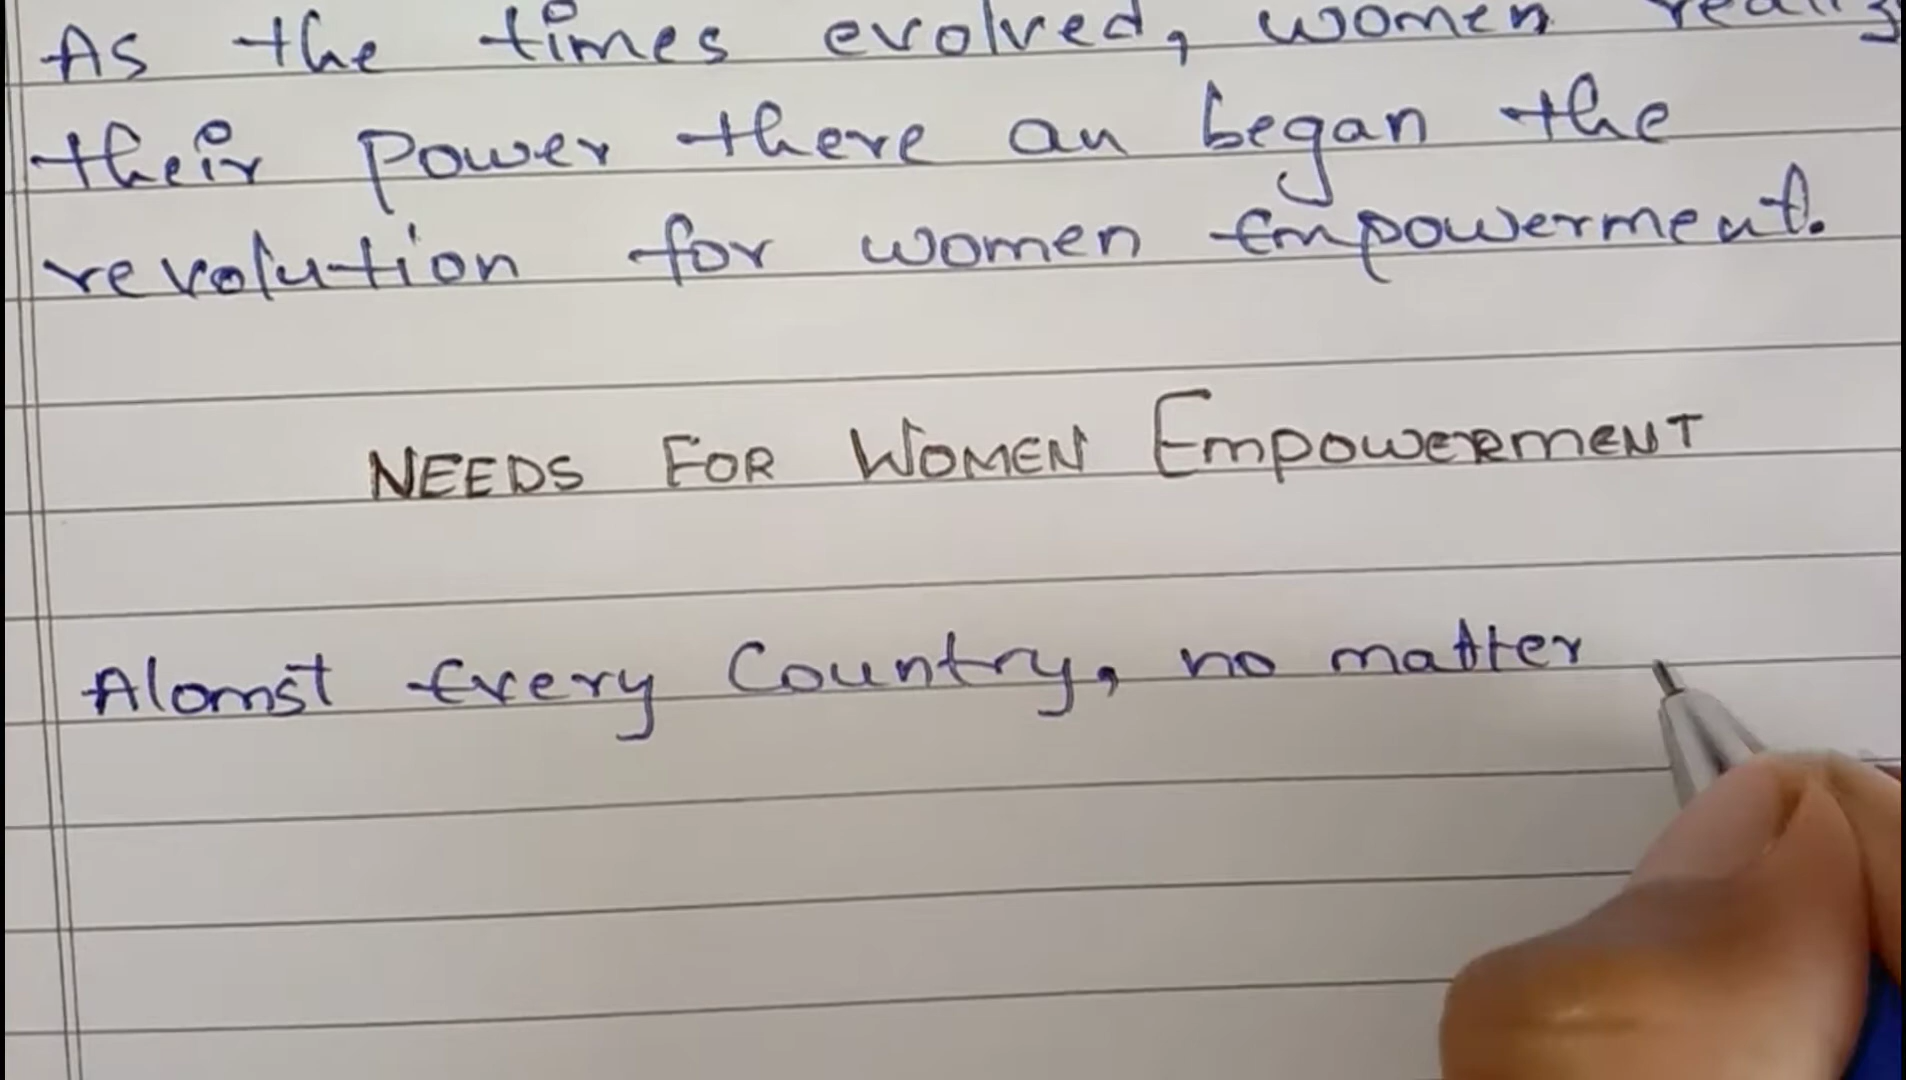 As the times evolved, women
their power there an began the
revolution for women Empowerment.
NEEDS FOR WOMEN EMPOWERMENT
Alomst Every Country, no matter